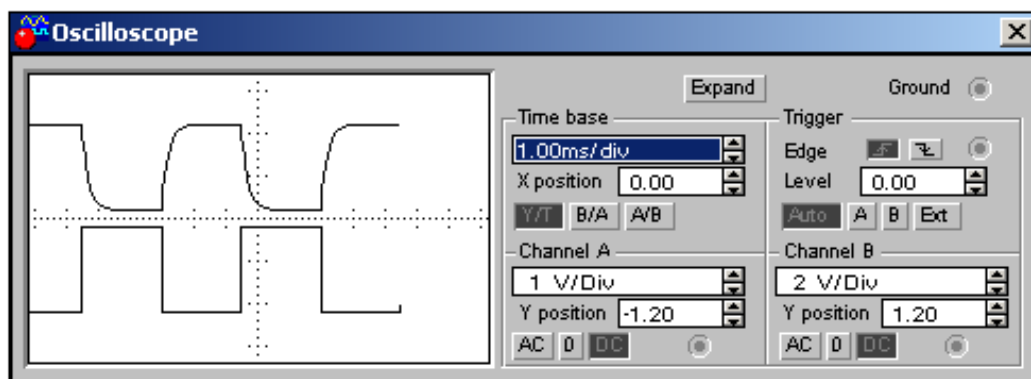 Oscilloscope
Expand Ground
Time base Trigger
1.00ms/div Edge
X position 0.00 Level 0.00
Y/T B/A A/B Auto A B Ext
Channel A Channel B
1 V/Div 2 V/Div
Y position -1.20 Y position 1.20
AC 0 DC AC 0 DC